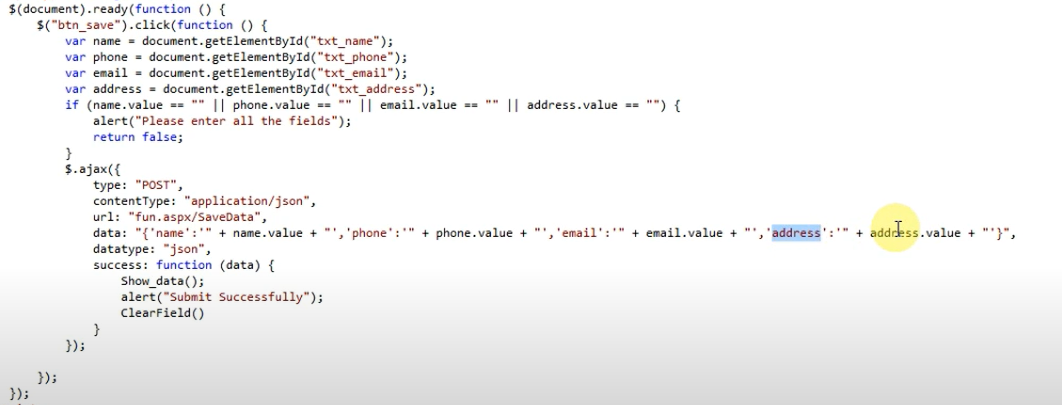 $(document).ready(function () {
$("btn_save").click(function () {
var name = document.getElementById("txt_name");
var phone = document.getElementById("txt_phone");
var email = document.getElementById("txt_email");
var address = document.getElementById("txt_address");
if (name.value == "" || phone.value == "" || email.value == "" || address.value == "") {
alert("Please enter all the fields");
return false;
}
$.ajax({
type: "POST",
contentType: "application/json",
url: "fun.aspx/SaveData",
data: "{'name':'" + name.value + "','phone':'" + phone.value + "','email':'" + email.value + "','address':'" + address.value + "'}",
datatype: "json",
success: function (data) {
Show_data();
alert("Submit Successfully");
ClearField()
}
});
});
});